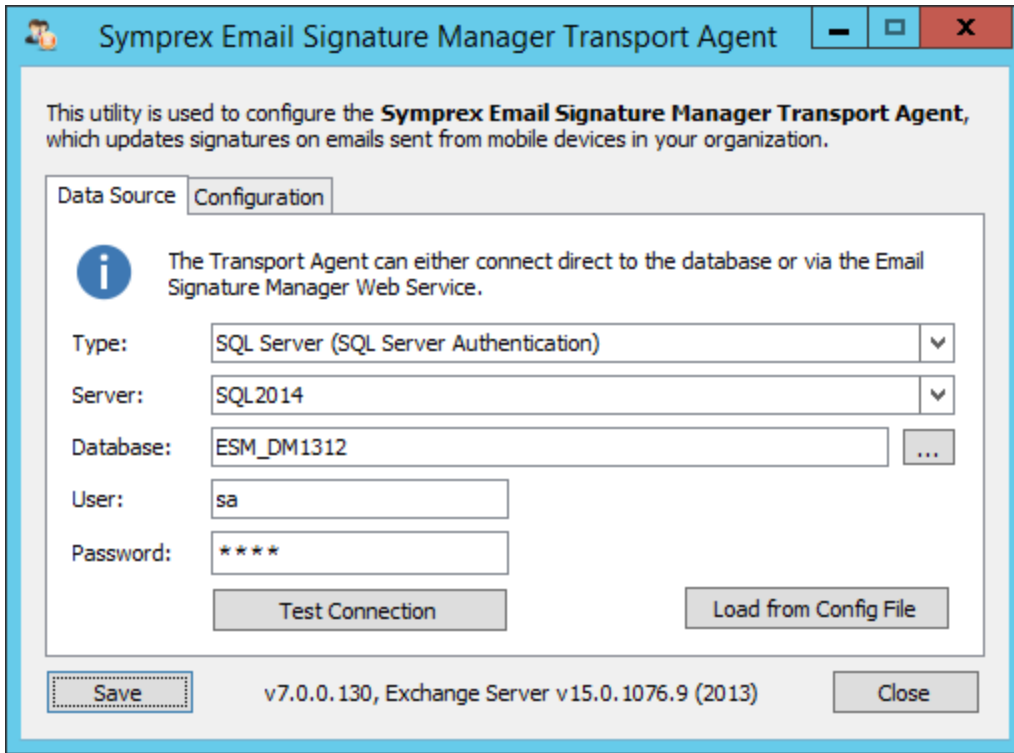 Symprex Email Signature Manager Transport Agent
This utility is used to configure the Symprex Email Signature Manager Transport Agent,
which updates signatures on emails sent from mobile devices in your organization.
Data Source
Configuration
The Transport Agent can either connect direct to the database or via the Email
Signature Manager Web Service.
Type:
SQL Server (SQL Server Authentication)
Server:
SQL2014
Database:
ESM_DM1312
...
User:
sa
Password:
****
Test Connection
Load from Config File
Save
v7.0.0.130, Exchange Server v15.0.1076.9 (2013)
Close